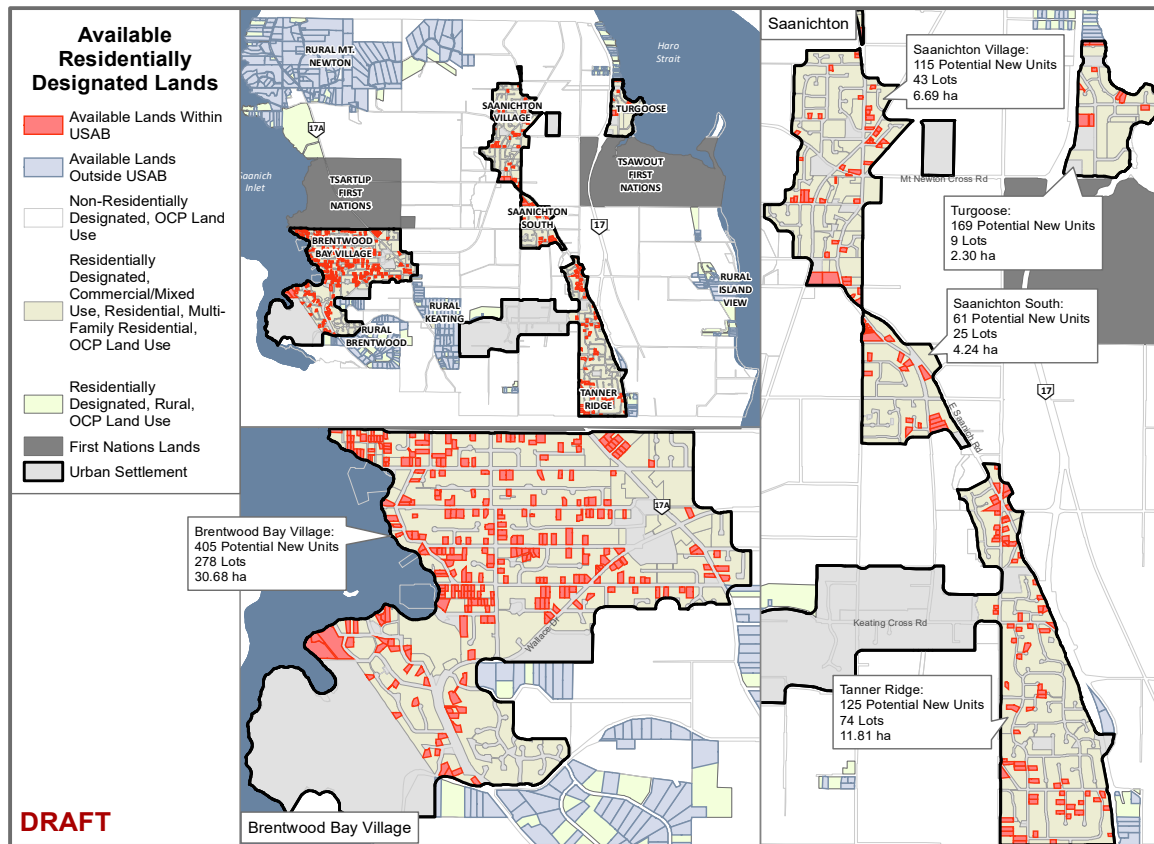 Available
Residentially
Designated Lands
Available Lands Within
USAB
Available Lands
Outside USAB
Non-Residentially
Designated, OCP Land
Use
Residentially
Designated,
Commercial/Mixed
Use, Residential, Multi-
Family Residential,
OCP Land Use
Residentially
Designated, Rural,
OCP Land Use
First Nations Lands
Urban Settlement
DRAFT
RURAL MT.
NEWTON
17A
Saanich
Inlet
TSARTLIP
FIRST
NATIONS
SAANICHTON
VILLAGE
TURGOOSE
Haro
Strait
TSAWOUT
FIRST
NATIONS
SAANICHTON
SOUTH
17
BRENTWOOD
BAY VILLAGE
RURAL
BRENTWOOD
RURAL
KEATING
RURAL
ISLAND
VIEW
TANNER
RIDGE
Brentwood Bay Village:
405 Potential New Units
278 Lots
30.68 ha
17A
Wallace Dr
Brentwood Bay Village
Saanichton
Saanichton Village:
115 Potential New Units
43 Lots
6.69 ha
Mt Newton Cross Rd
Turgoose:
169 Potential New Units
9 Lots
2.30 ha
Saanichton South:
61 Potential New Units
25 Lots
4.24 ha
17
E Saanich Rd
Keating Cross Rd
Tanner Ridge:
125 Potential New Units
74 Lots
11.81 ha